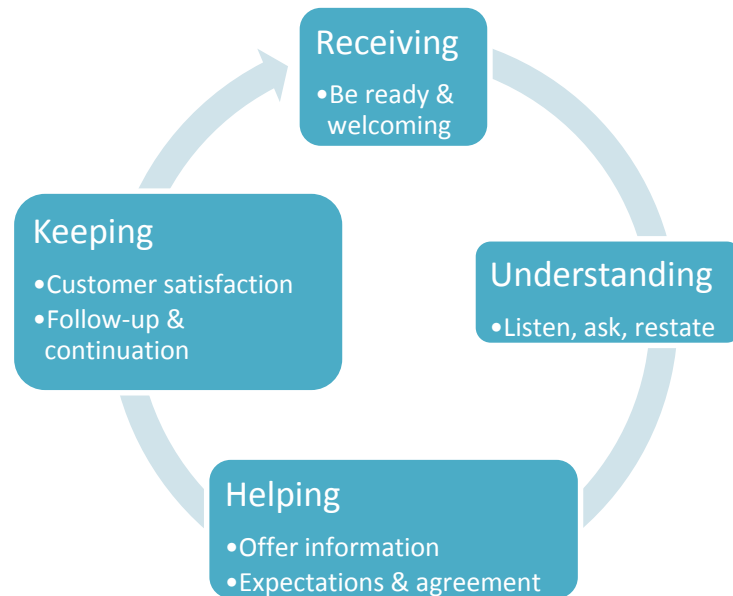 Receiving
•Be ready &
welcoming
Understanding
•Listen, ask, restate
Helping
•Offer information
•Expectations & agreement
Keeping
•Customer satisfaction
•Follow-up &
continuation